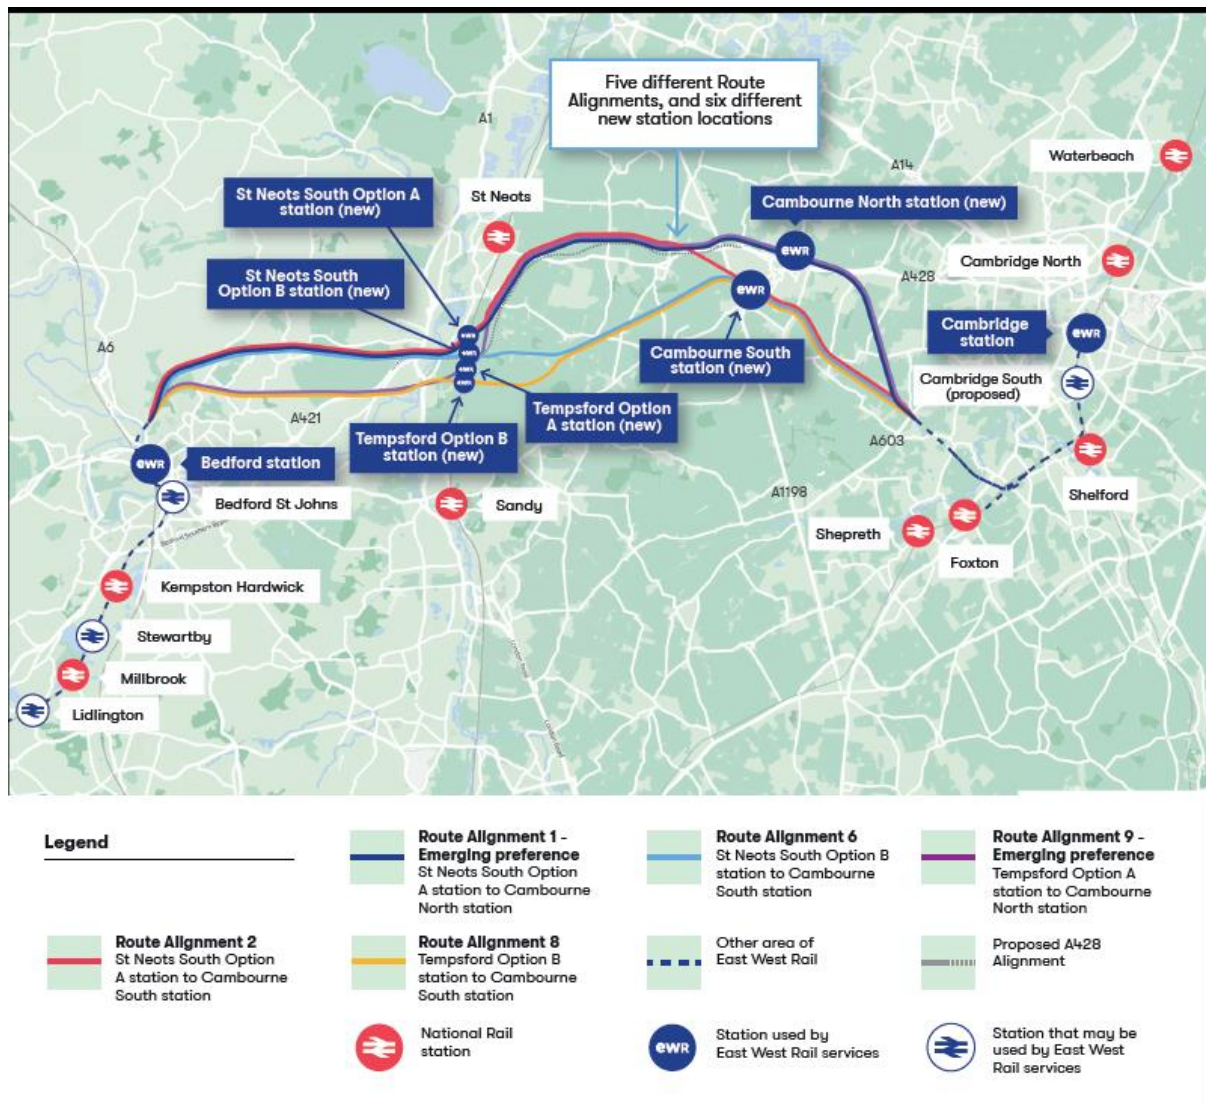 Five different Route
Alignments, and six different
new station locations
A1
A14
Waterbeach
St Neots South Option A
station (new)
St Neots
Cambourne North station (new)
ewR
Cambridge North
St Neots South
Option B station (new)
A428
ewR
Cambridge
station
ewR
ewR
ewR
ewR
ewR
A6
Cambourne South
station (new)
Cambridge South
(proposed)
Tempsford Option
A station (new)
A421
Tempsford Option B
station (new)
A603
ewR
Bedford station
A1198
Shelford
Bedford St Johns
Sandy
Shepreth
Foxton
Kempston Hardwick
Stewartby
Millbrook
Lidlington
London Road
London Road
Legend
Route Alignment 1 -
Emerging preference
St Neots South Option
A station to Cambourne
North station
Route Alignment 6
St Neots South Option B
station to Cambourne
South station
Route Alignment 9 -
Emerging preference
Tempsford Option A
station to Cambourne
North station
Route Alignment 2
St Neots South Option
A station to Cambourne
South station
Route Alignment 8
Tempsford Option B
station to Cambourne
South station
Other area of
East West Rail
Proposed A428
Alignment
National Rail
station
ewR
Station used by
East West Rail services
Station that may be
used by East West
Rail services